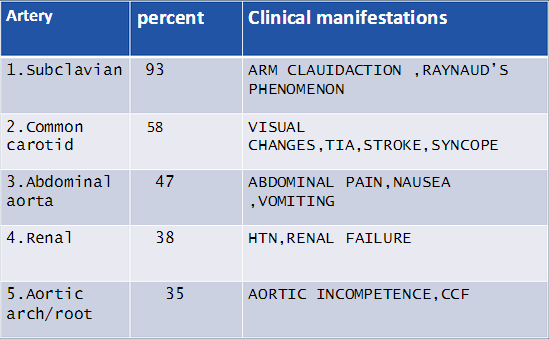 Artery percent Clinical manifestations
1.Subclavian 93 ARM CLAUIDACTION ,RAYNAUD'S
PHENOMENON
2.Common 58 VISUAL
carotid CHANGES,TIA,STROKE,SYNCOPE
3.Abdominal 47 ABDOMINAL PAIN,NAUSEA
aorta ,VOMITING
4.Renal 38 HTN,RENAL FAILURE
5.Aortic 35 AORTIC INCOMPETENCE,CCF
arch/root